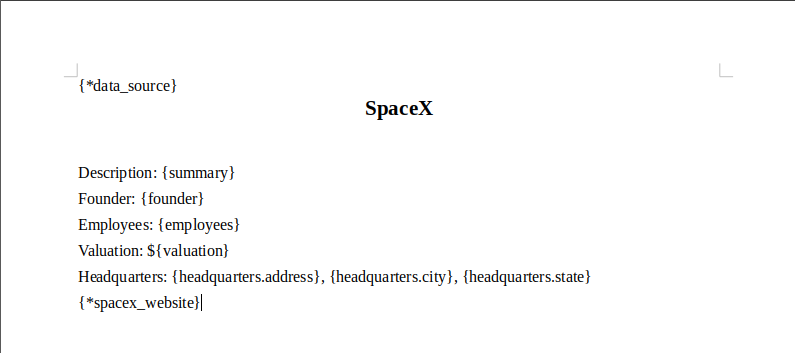 {*data_source}
SpaceX
Description: {summary}
Founder: {founder}
Employees: {employees}
Valuation: ${valuation}
Headquarters: {headquarters.address}, {headquarters.city}, {headquarters.state}
{*spacex_website}